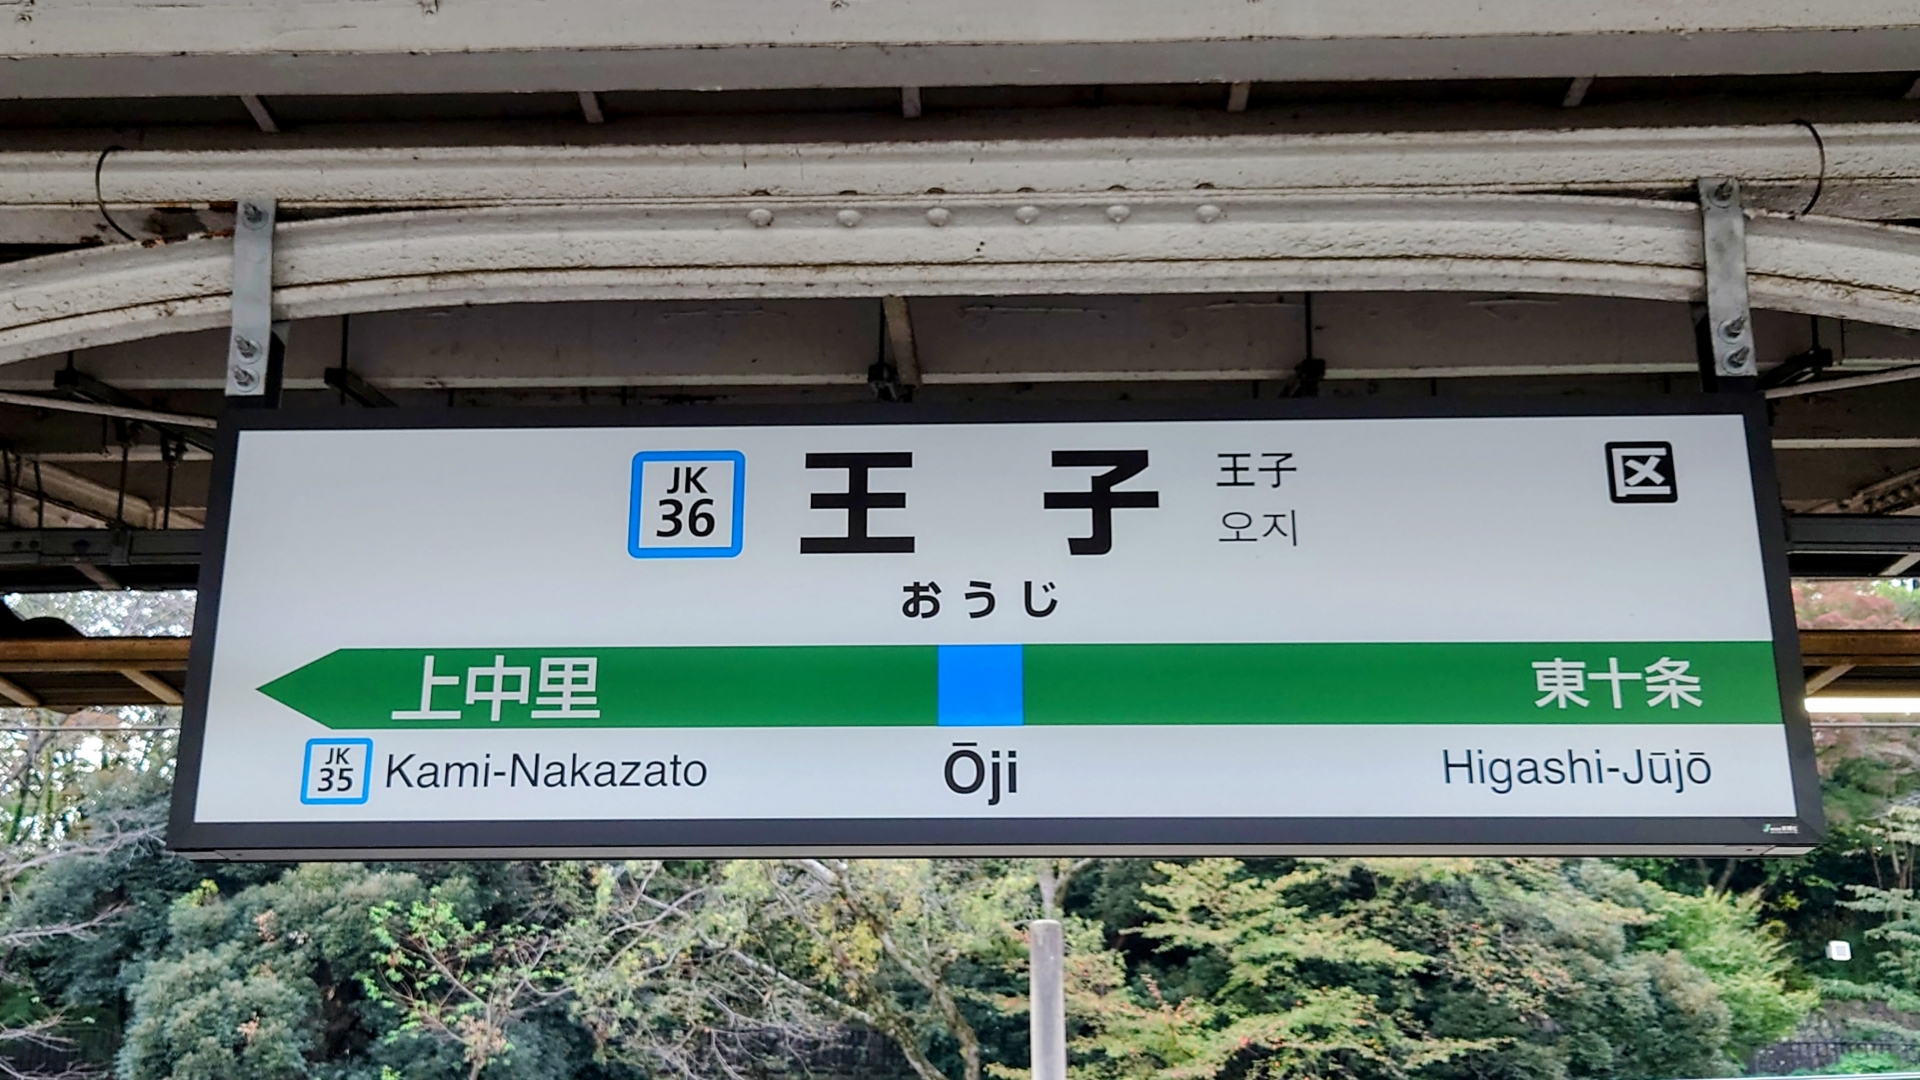 JK
36
王子
王子
오지
区
おうじ
上中里
東十条
JK
35
Kami-Nakazato
Ōji
Higashi-Jūjō